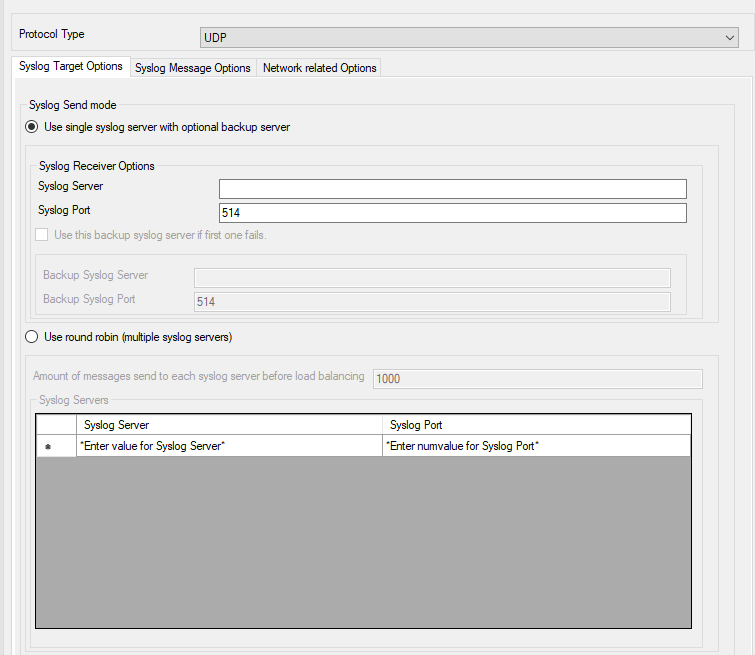 Protocol Type
UDP
Syslog Target Options
Syslog Message Options
Network related Options
Syslog Send mode
Use single syslog server with optional backup server
Syslog Receiver Options
Syslog Server
Syslog Port
514
Use this backup syslog server if first one fails.
Backup Syslog Server
Backup Syslog Port
514
Use round robin (multiple syslog servers)
Amount of messages send to each syslog server before load balancing
1000
Syslog Servers
Syslog Server
Syslog Port
*Enter value for Syslog Server*
*Enter numvalue for Syslog Port*